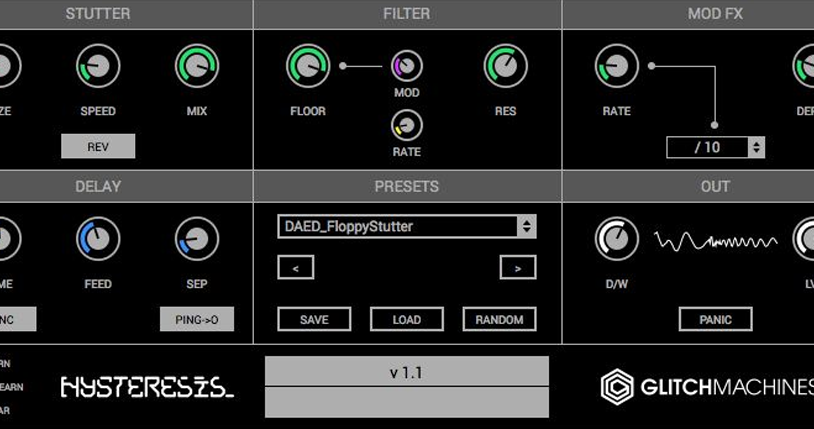 STUTTER
FILTER
MOD FX
ZE
SPEED
MIX
FLOOR
MOD
RES
RATE
RATE
DEP
REV
/ 10
DELAY
PRESETS
OUT
DAED_FloppyStutter
ME
FEED
SEP
<
>
D/W
LV
NC
PING->O
SAVE
LOAD
RANDOM
PANIC
RN
EARN
AR
HYSTERESIS_
v 1.1
GLITCHMACHINES